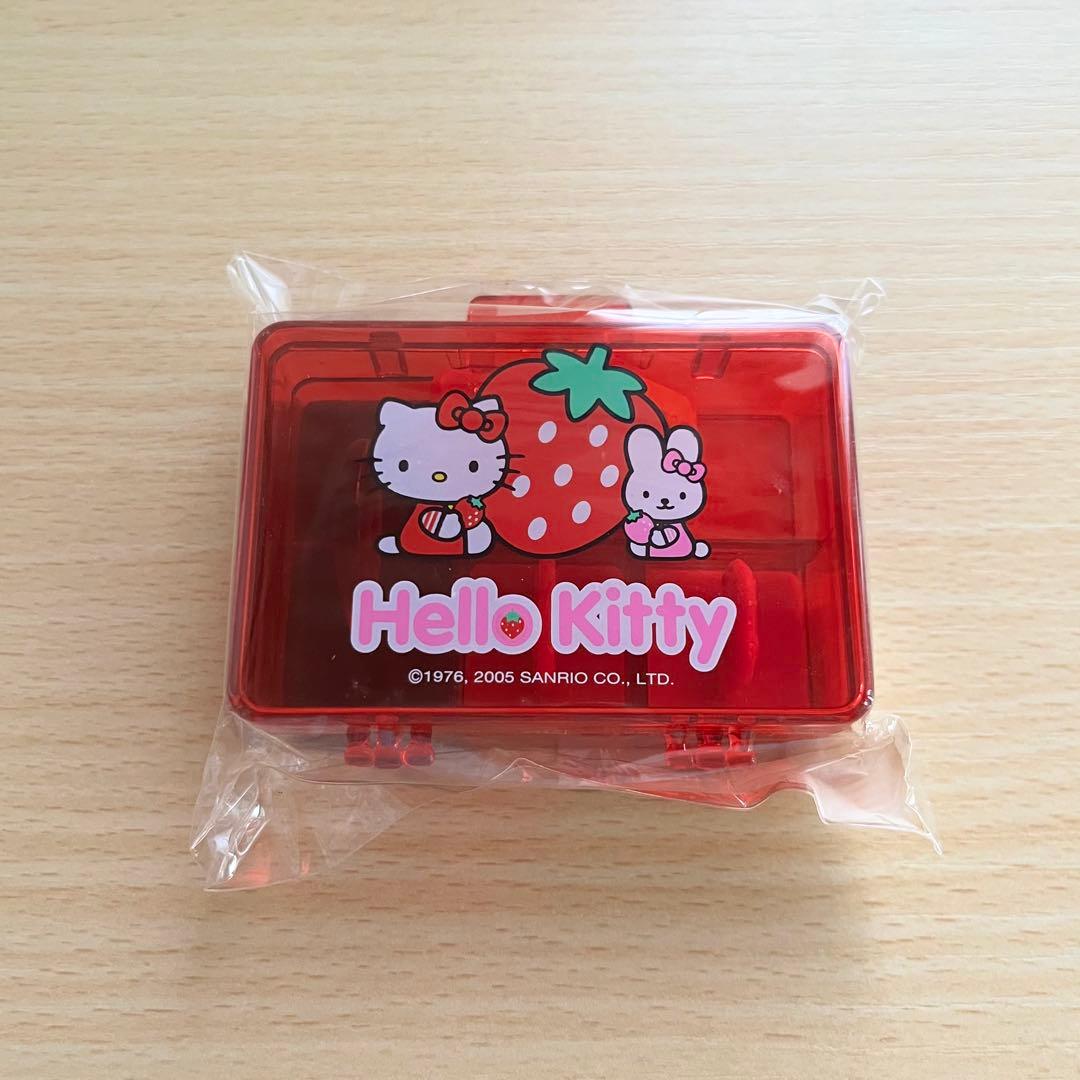 Hello Kitty
©1976, 2005 SANRIO CO., LTD.